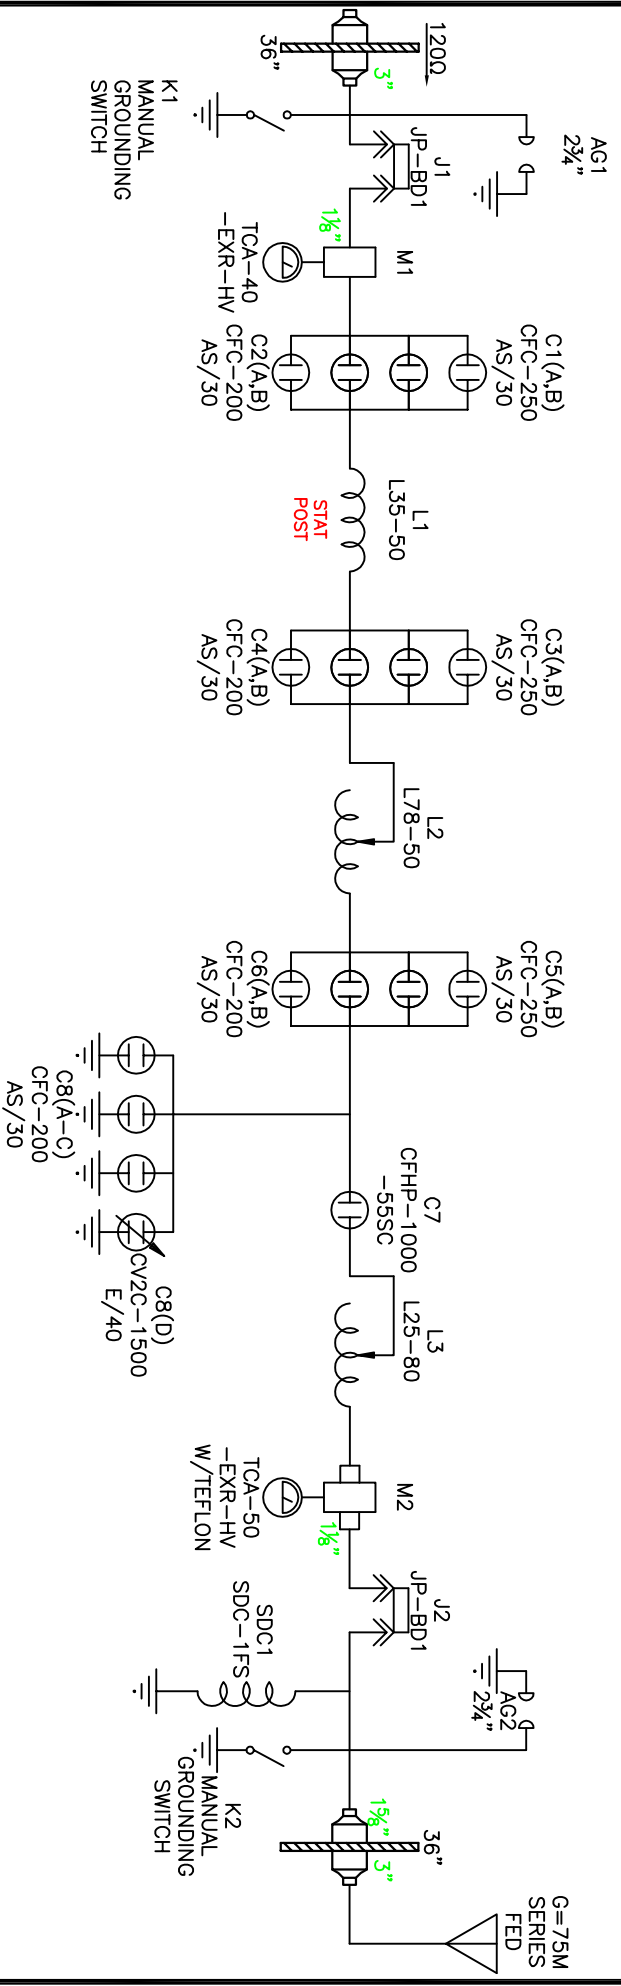 120Ω
36"
3"
K1
MANUAL
GROUNDING
SWITCH
AG1
2¾"
J1
JP-BD1
1⅛"
M1
TCA-40
-EXR-HV
C1(A,B)
CFC-250
AS/30
C2(A,B)
CFC-200
AS/30
L1
L35-50
STAT
POST
C3(A,B)
CFC-250
AS/30
C4(A,B)
CFC-200
AS/30
L2
L78-50
C5(A,B)
CFC-250
AS/30
C6(A,B)
CFC-200
AS/30
C8(A-C)
CFC-200
AS/30
C8(D)
CV2C-1500
E/40
C7
CFHP-1000
-55SC
L3
L25-80
M2
TCA-50
-EXR-HV
W/TEFLON
1⅛"
J2
JP-BD1
SDC1
SDC-1FS
AG2
2¾"
K2
MANUAL
GROUNDING
SWITCH
1⅝"
36"
3"
G=75M
SERIES
FED